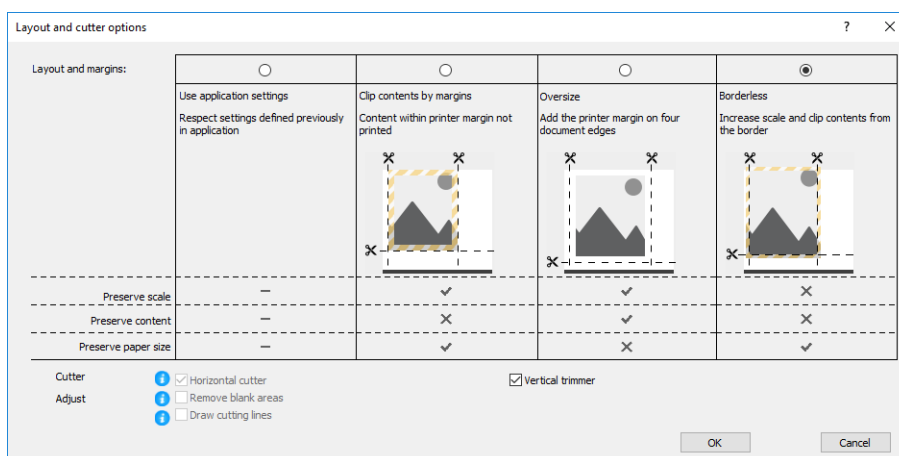 Layout and cutter options
Layout and margins:
Use application settings
Respect settings defined previously
in application
Clip contents by margins
Content within printer margin not
printed
Oversize
Add the printer margin on four
document edges
Borderless
Increase scale and clip contents from
the border
Preserve scale
Preserve content
Preserve paper size
Cutter
Horizontal cutter
Vertical trimmer
Adjust
Remove blank areas
Draw cutting lines
OK
Cancel